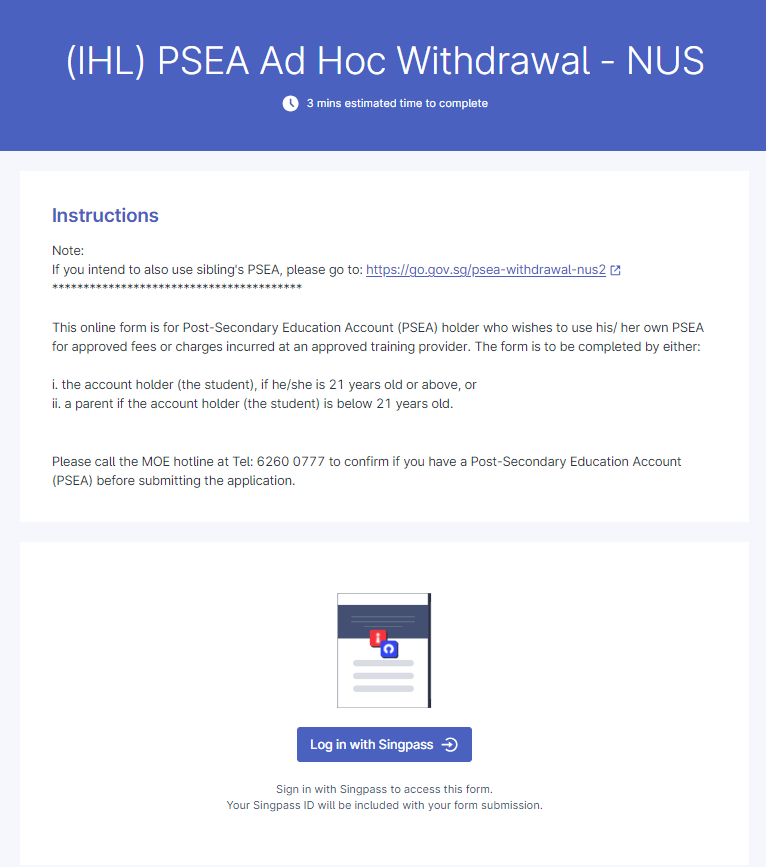 (IHL) PSEA Ad Hoc Withdrawal - NUS
3 mins estimated time to complete
Instructions
Note:
If you intend to also use sibling's PSEA, please go to: https://go.gov.sg/psea-withdrawal-nus2
****************************************
This online form is for Post-Secondary Education Account (PSEA) holder who wishes to use his/ her own PSEA
for approved fees or charges incurred at an approved training provider. The form is to be completed by either:
i. the account holder (the student), if he/she is 21 years old or above, or
ii. a parent if the account holder (the student) is below 21 years old.
Please call the MOE hotline at Tel: 6260 0777 to confirm if you have a Post-Secondary Education Account
(PSEA) before submitting the application.
Log in with Singpass
Sign in with Singpass to access this form.
Your Singpass ID will be included with your form submission.